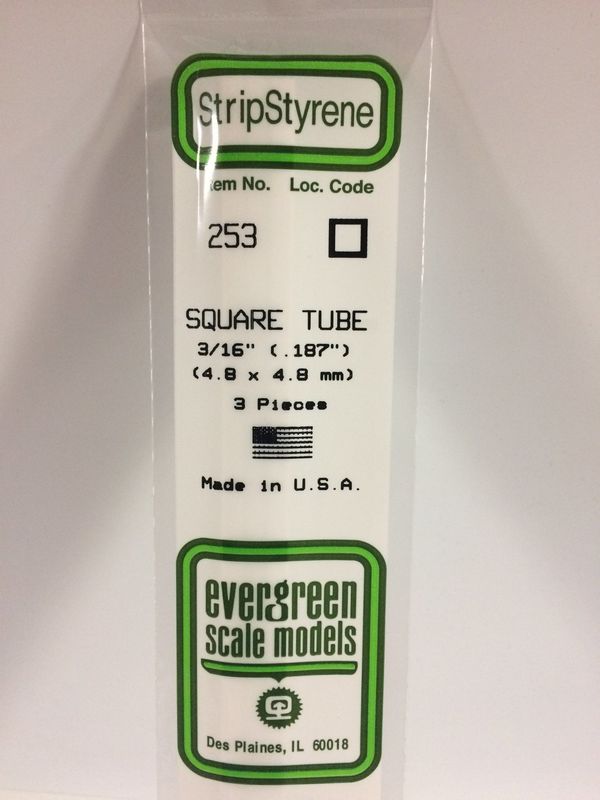 StripStyrene
Item No. Loc. Code
253
SQUARE TUBE
3/16" (.187")
(4.8 x 4.8 mm)
3 Pieces
Made in U.S.A.
evergreen
scale models
Des Plaines, IL 60018